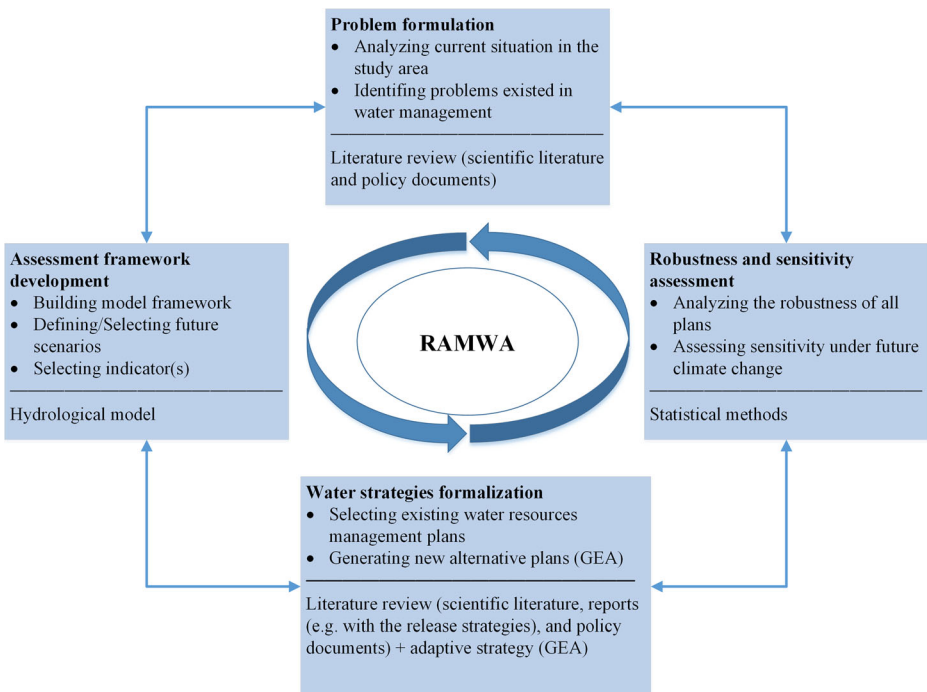 Problem formulation
• Analyzing current situation in the
study area
• Identifing problems existed in
water management
Literature review (scientific literature
and policy documents)
Assessment framework
development
• Building model framework
• Defining/Selecting future
scenarios
• Selecting indicator(s)
Hydrological model
RAMWA
Robustness and sensitivity
assessment
• Analyzing the robustness of all
plans
• Assessing sensitivity under future
climate change
Statistical methods
Water strategies formalization
• Selecting existing water resources
management plans
• Generating new alternative plans (GEA)
Literature review (scientific literature, reports
(e.g. with the release strategies), and policy
documents) + adaptive strategy (GEA)